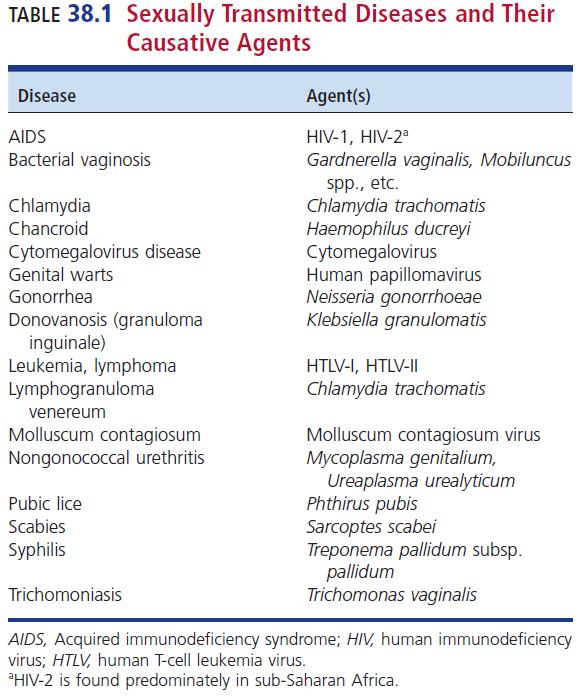 TABLE 38.1 Sexually Transmitted Diseases and Their
Causative Agents
Disease Agent(s)
AIDS HIV-1, HIV-2ᵃ
Bacterial vaginosis Gardnerella vaginalis, Mobiluncus
spp., etc.
Chlamydia Chlamydia trachomatis
Chancroid Haemophilus ducreyi
Cytomegalovirus disease Cytomegalovirus
Genital warts Human papillomavirus
Gonorrhea Neisseria gonorrhoeae
Donovanosis (granuloma Klebsiella granulomatis
inguinale)
Leukemia, lymphoma HTLV-I, HTLV-II
Lymphogranuloma Chlamydia trachomatis
venereum
Molluscum contagiosum Molluscum contagiosum virus
Nongonococcal urethritis Mycoplasma genitalium,
Ureaplasma urealyticum
Pubic lice Phthirus pubis
Scabies Sarcoptes scabei
Syphilis Treponema pallidum subsp.
pallidum
Trichomoniasis Trichomonas vaginalis
AIDS, Acquired immunodeficiency syndrome; HIV, human immunodeficiency
virus; HTLV, human T-cell leukemia virus.
ᵃHIV-2 is found predominately in sub-Saharan Africa.